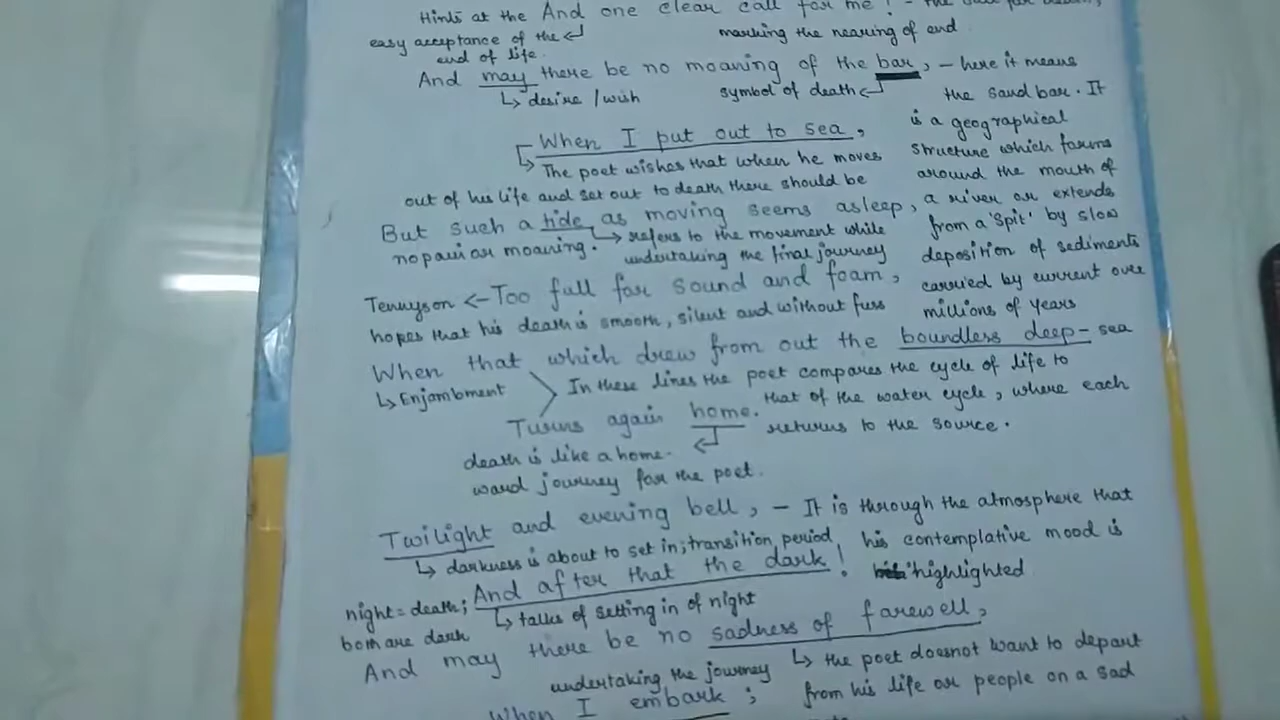 Hints at the And one clear call for me! - the
easy acceptance of the marking the nearing of end
end of life.
And may there be no moaning of the bar, - here it means
↳ desire / wish symbol of death the sand bar. It
When I put out to sea, is a geographical
↳ The poet wishes that when he moves structure which forms
out of his life and set out to death there should be around the mouth of
But such a tide as moving seems asleep, a river or extends
no pain or moaning. ↳ refers to the movement while from a 'spit' by slow
undertaking the final journey deposition of sediments
Tennyson <- Too full for sound and foam, carried by current over
hopes that his death is smooth, silent and without fuss millions of years
When that which drew from out the boundless deep - sea
↳ Enjambment In these lines the poet compares the cycle of life to
that of the water cycle, where each
Turns again home. returns to the source.
death is like a home-
ward journey for the poet.
Twilight and evening bell, - It is through the atmosphere that
↳ darkness is about to set in; transition period his contemplative mood is
And after that the dark! highlighted
night = death; ↳ talks of setting in of night
both are dark
And may there be no sadness of farewell,
undertaking the journey ↳ the poet doesnot want to depart
When I embark; from his life or people on a sad